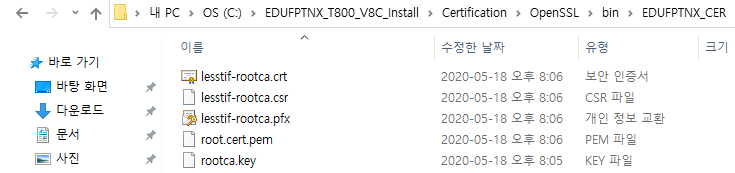 내 PC > OS (C:) > EDUFPTNX_T800_V8C_Install > Certification > OpenSSL > bin > EDUFPTNX_CER
이름 수정한 날짜 유형 크기
바로 가기
바탕 화면
다운로드
문서
사진
lesstif-rootca.crt 2020-05-18 오후 8:06 보안 인증서
lesstif-rootca.csr 2020-05-18 오후 8:06 CSR 파일
lesstif-rootca.pfx 2020-05-18 오후 8:06 개인 정보 교환
root.cert.pem 2020-05-18 오후 8:06 PEM 파일
rootca.key 2020-05-18 오후 8:05 KEY 파일